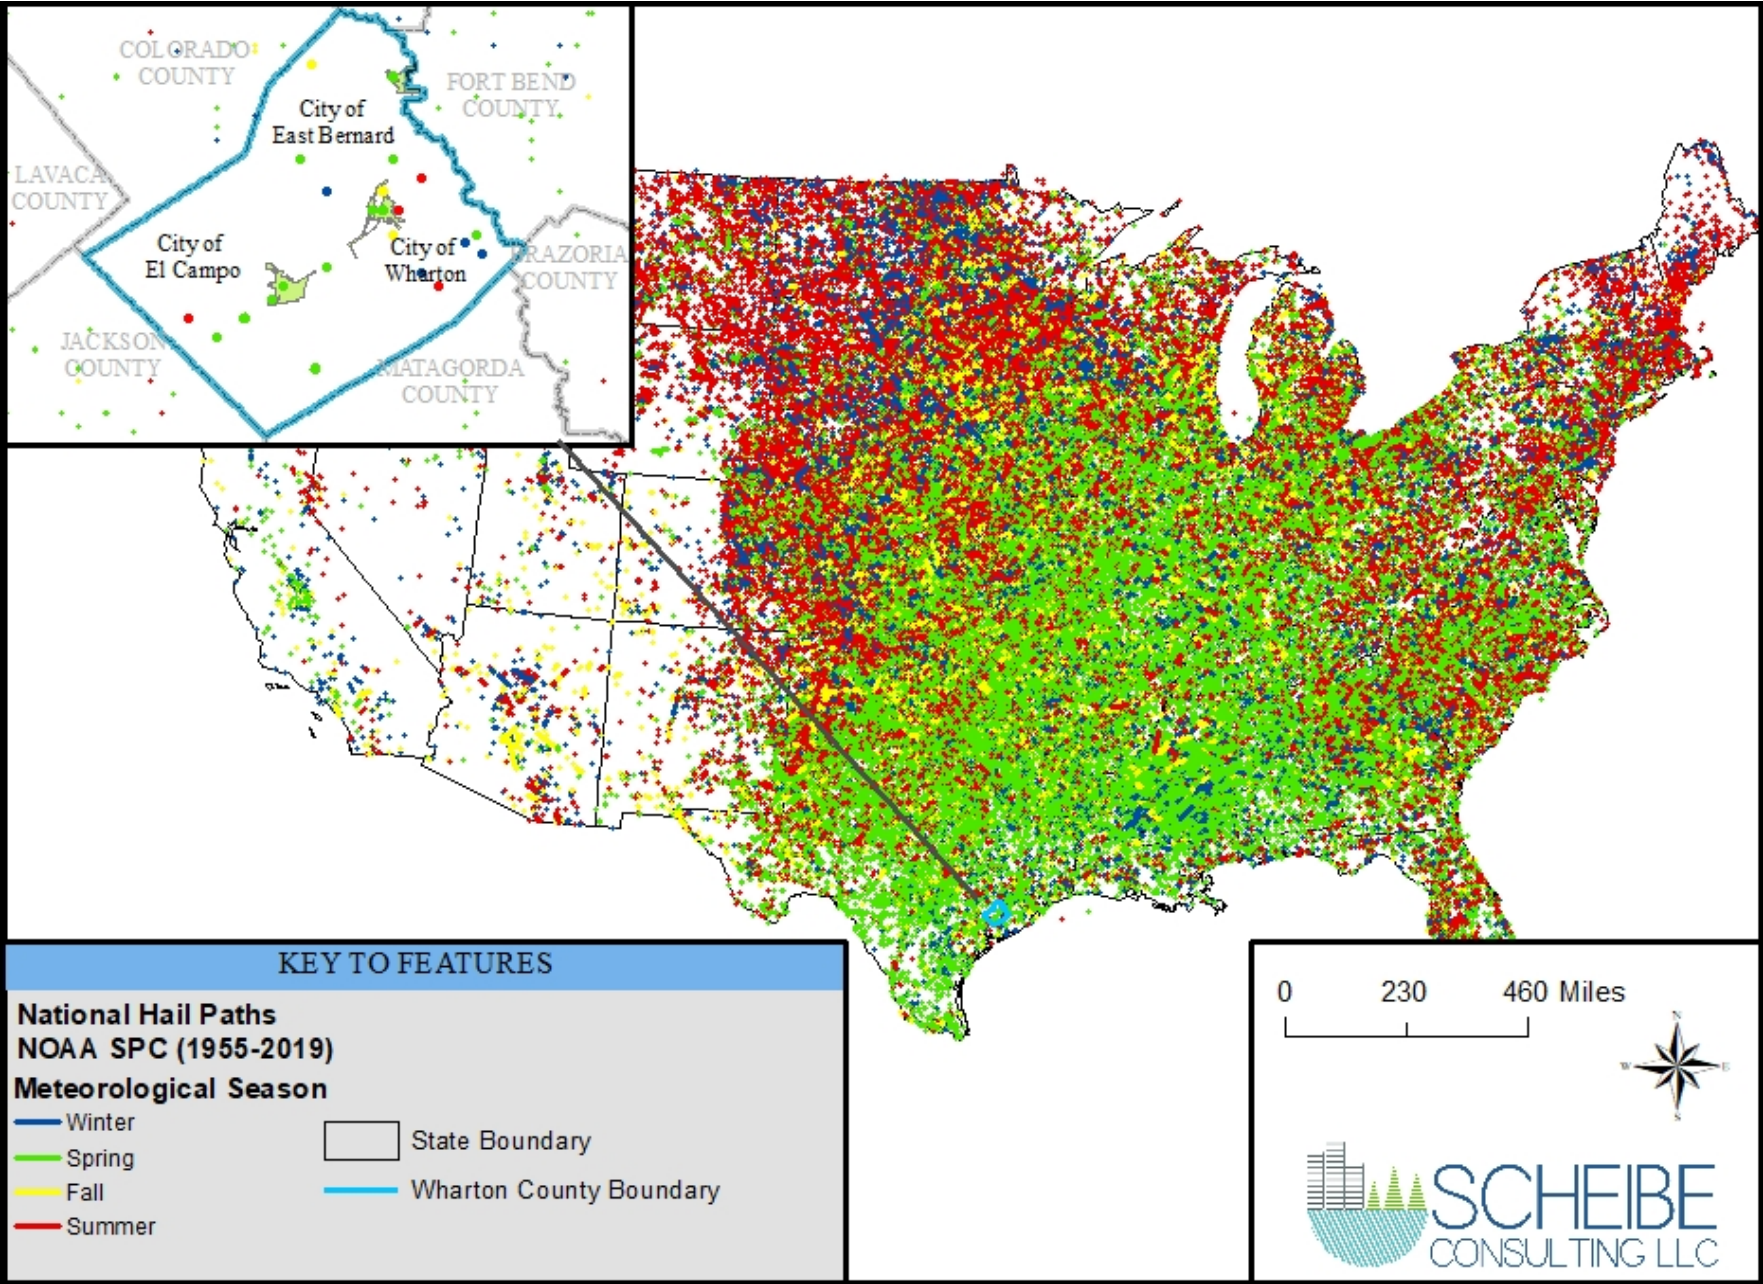 COLORADO
COUNTY
FORT BEND
COUNTY
City of
East Bernard
LAVACA
COUNTY
City of
El Campo
City of
Wharton
BRAZORIA
COUNTY
JACKSON
COUNTY
MATAGORDA
COUNTY
KEY TO FEATURES
National Hail Paths
NOAA SPC (1955-2019)
Meteorological Season
Winter
Spring
Fall
Summer
State Boundary
Wharton County Boundary
0 230 460 Miles
N
W E
S
SCHEIBE
CONSULTING LLC